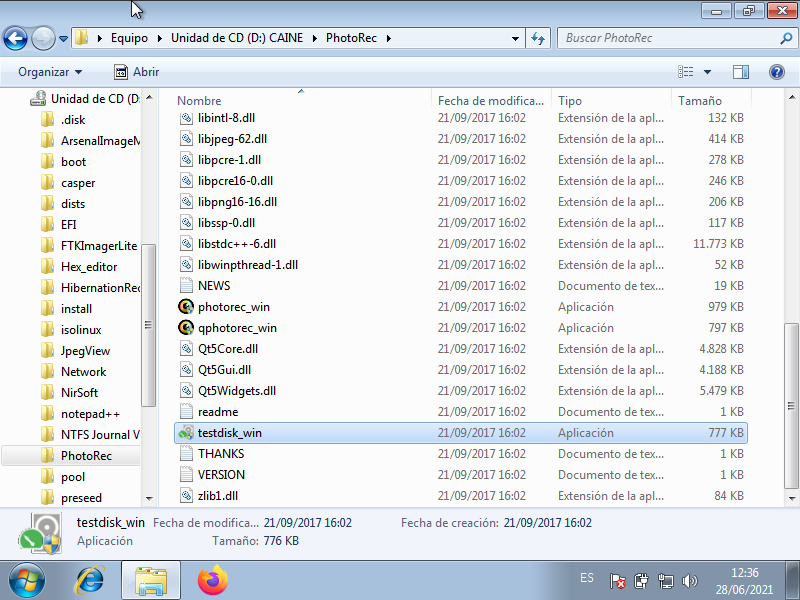 Equipo Unidad de CD (D:) CAINE PhotoRec
Buscar PhotoRec
Organizar Abrir
Unidad de CD (D:
.disk
ArsenalImageM
boot
casper
dists
EFI
FTKImagerLite
Hex_editor
HibernationRec
install
isolinux
JpegView
Network
NirSoft
notepad++
NTFS Journal V
PhotoRec
pool
preseed
Nombre Fecha de modifica... Tipo Tamaño
libintl-8.dll 21/09/2017 16:02 Extensión de la apl... 132 KB
libjpeg-62.dll 21/09/2017 16:02 Extensión de la apl... 414 KB
libpcre-1.dll 21/09/2017 16:02 Extensión de la apl... 278 KB
libpcre16-0.dll 21/09/2017 16:02 Extensión de la apl... 246 KB
libpng16-16.dll 21/09/2017 16:02 Extensión de la apl... 206 KB
libssp-0.dll 21/09/2017 16:02 Extensión de la apl... 117 KB
libstdc++-6.dll 21/09/2017 16:02 Extensión de la apl... 11.773 KB
libwinpthread-1.dll 21/09/2017 16:02 Extensión de la apl... 52 KB
NEWS 21/09/2017 16:02 Documento de tex... 19 KB
photorec_win 21/09/2017 16:02 Aplicación 979 KB
qphotorec_win 21/09/2017 16:02 Aplicación 797 KB
Qt5Core.dll 21/09/2017 16:02 Extensión de la apl... 4.828 KB
Qt5Gui.dll 21/09/2017 16:02 Extensión de la apl... 4.188 KB
Qt5Widgets.dll 21/09/2017 16:02 Extensión de la apl... 5.479 KB
readme 21/09/2017 16:02 Documento de tex... 1 KB
testdisk_win 21/09/2017 16:02 Aplicación 777 KB
THANKS 21/09/2017 16:02 Documento de tex... 1 KB
VERSION 21/09/2017 16:02 Documento de tex... 1 KB
zlib1.dll 21/09/2017 16:02 Extensión de la apl... 84 KB
testdisk_win Fecha de modifica... 21/09/2017 16:02 Fecha de creación: 21/09/2017 16:02
Aplicación Tamaño: 776 KB
ES
12:36
28/06/2021